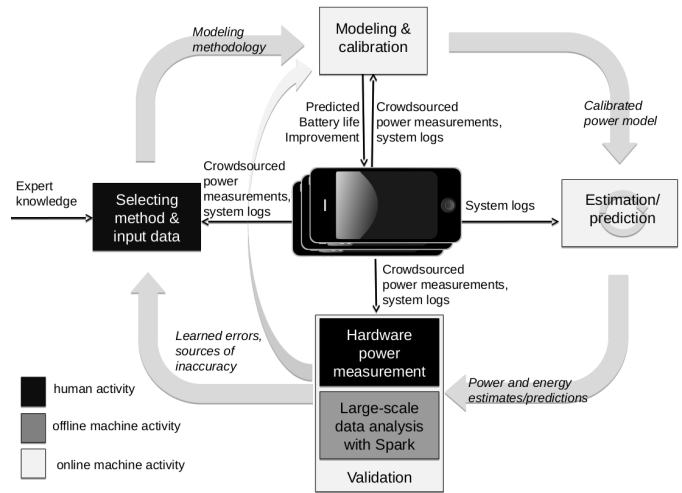 Modeling
methodology
Modeling &
calibration
Predicted
Battery life
Improvement
Crowdsourced
power measurements,
system logs
Calibrated
power model
Expert
knowledge
Selecting
method &
input data
Crowdsourced
power
measurements,
system logs
System logs
Estimation/
prediction
Crowdsourced
power measurements,
system logs
Learned errors,
sources of
inaccuracy
Hardware
power
measurement
Large-scale
data analysis
with Spark
Validation
Power and energy
estimates/predictions
human activity
offline machine activity
online machine activity